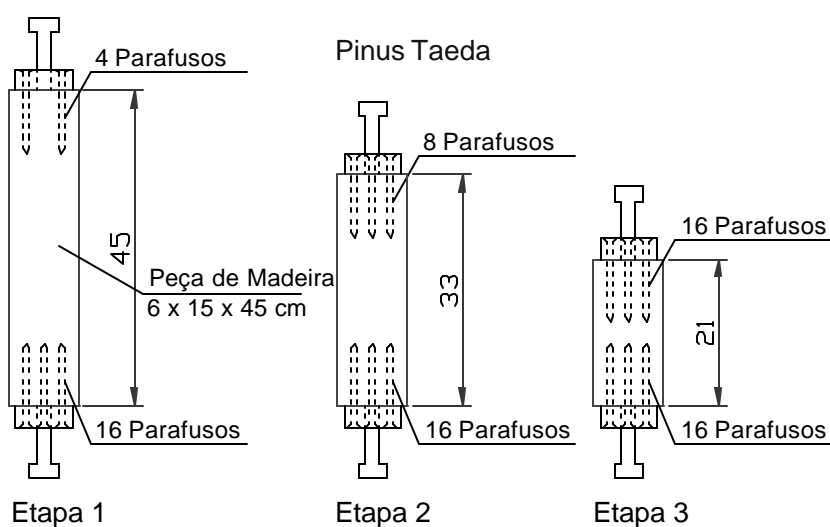 4 Parafusos
Pinus Taeda
8 Parafusos
16 Parafusos
45
Peça de Madeira
6 x 15 x 45 cm
33
21
16 Parafusos
16 Parafusos
16 Parafusos
Etapa 1
Etapa 2
Etapa 3